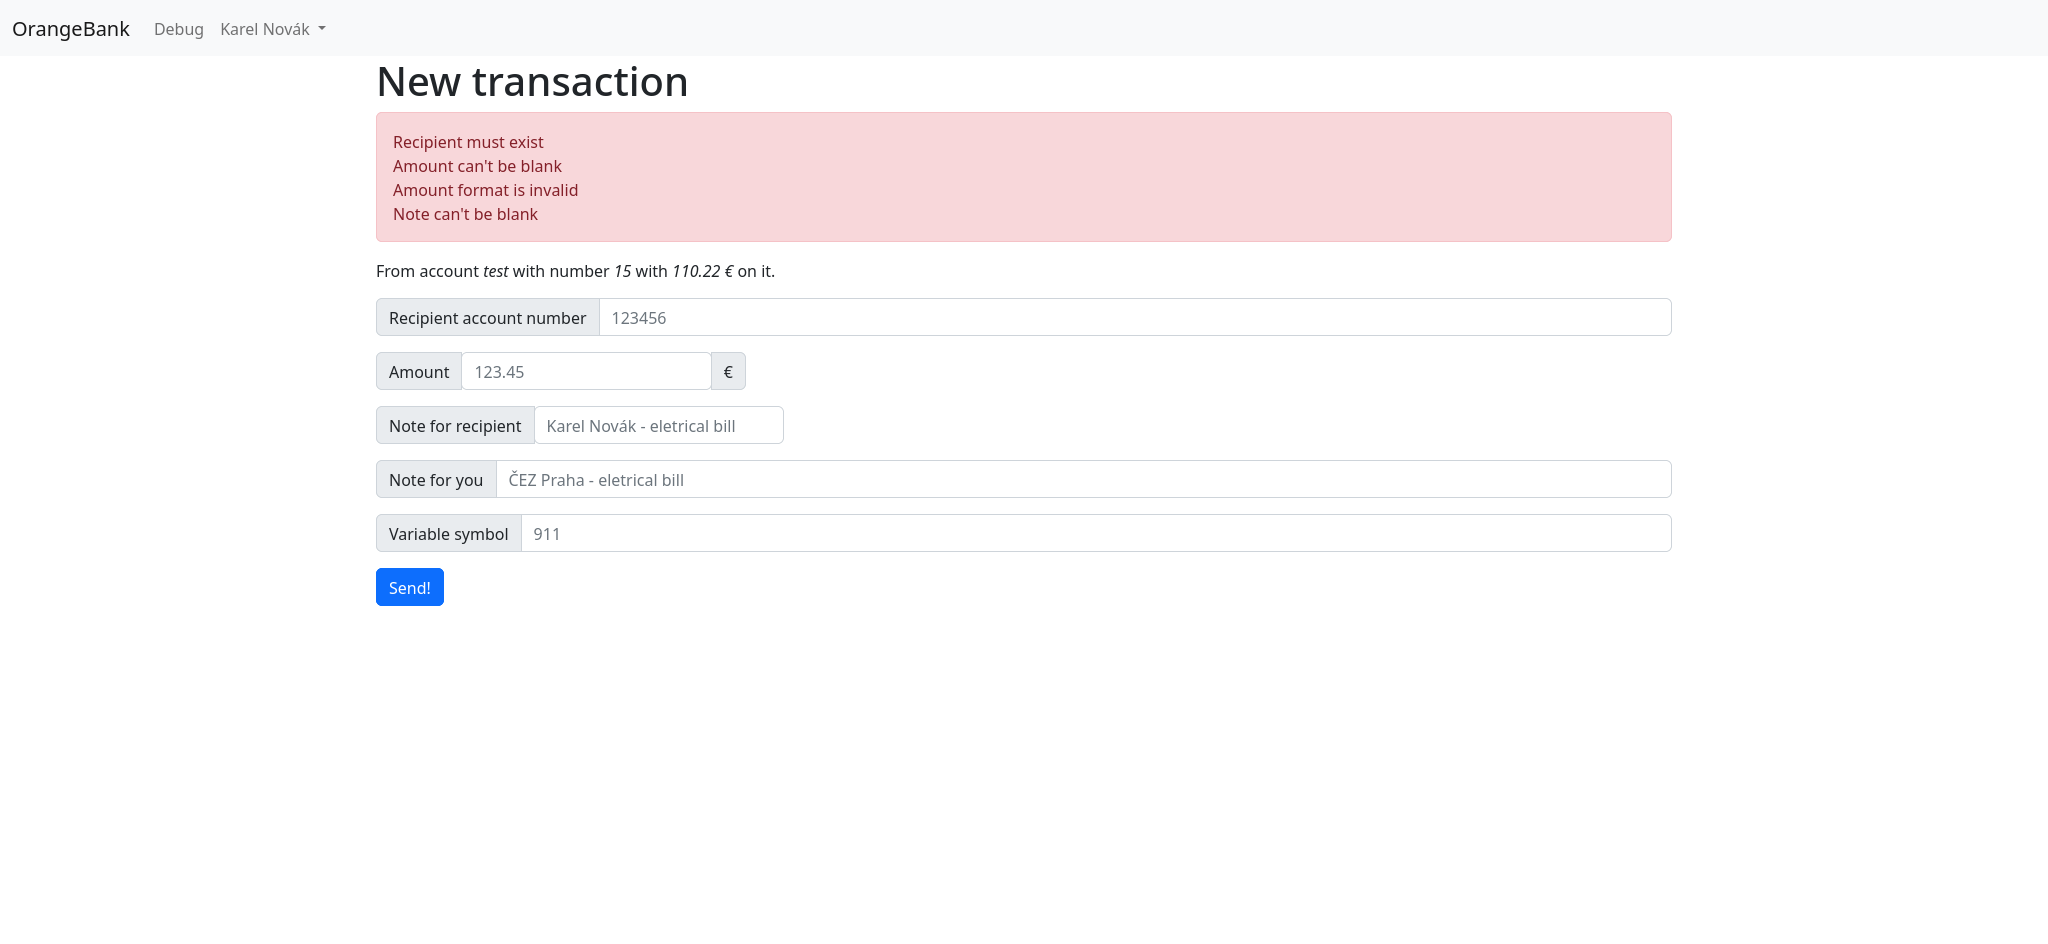 OrangeBank Debug Karel Novák
New transaction
Recipient must exist
Amount can't be blank
Amount format is invalid
Note can't be blank
From account test with number 15 with 110.22 € on it.
Recipient account number 123456
Amount 123.45 €
Note for recipient Karel Novák - eletrical bill
Note for you ČEZ Praha - eletrical bill
Variable symbol 911
Send!